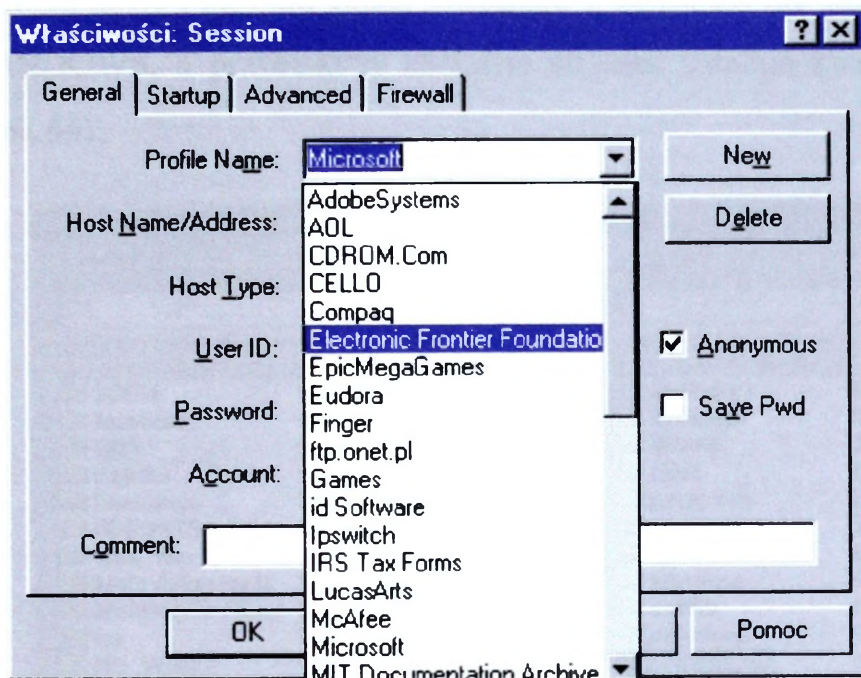 Właściwości: Session
General Startup Advanced Firewall
Profile Name: Microsoft New
Host Name/Address: Delete
Host Type:
User ID: Anonymous
Password: Save Pwd
Account:
Comment:
AdobeSystems
AOL
CDROM.Com
CELLO
Compaq
Electronic Frontier Foundatio
EpicMegaGames
Eudora
Finger
ftp.onet.pl
Games
id Software
Ipswitch
IRS Tax Forms
LucasArts
McAfee
Microsoft
MIT Documentation Archive
OK Pomoc